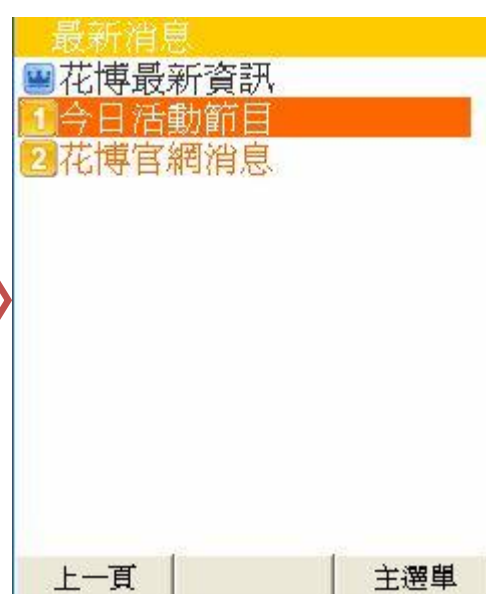 最新消息
花博最新資訊
1 今日活動節目
2 花博官網消息
上一頁 主選單